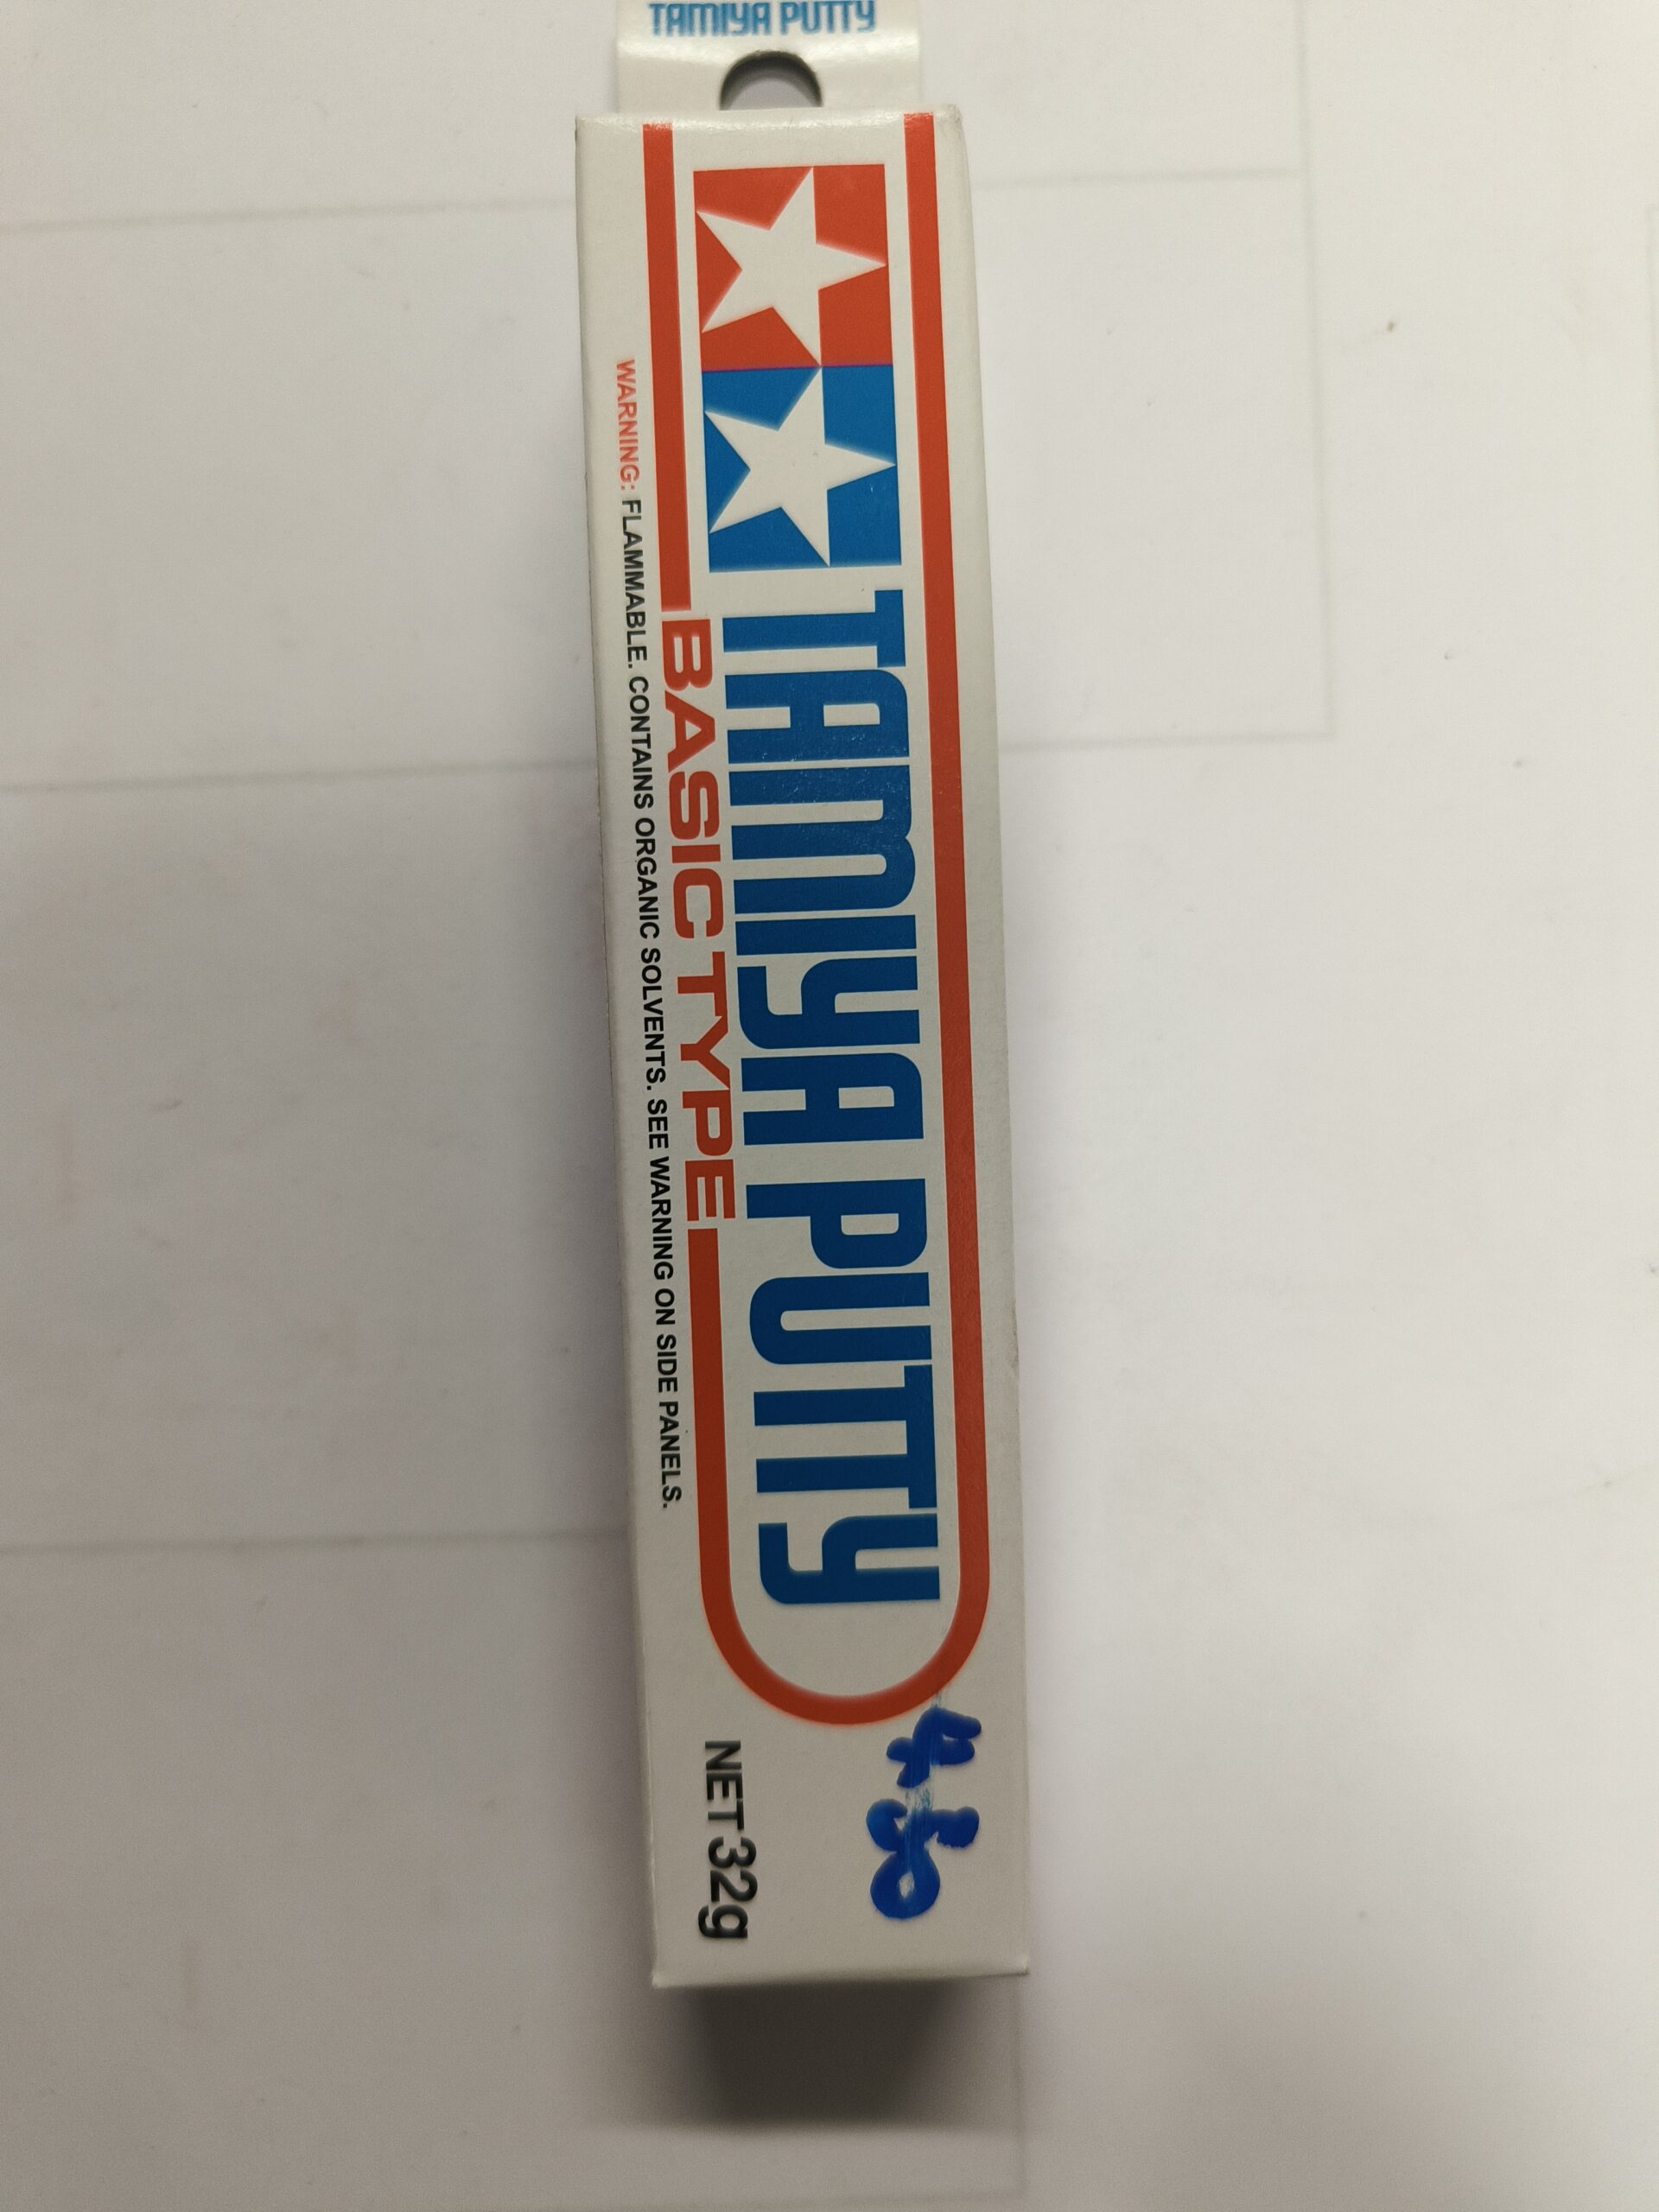 TAMIYA PUTTY
TAMIYA PUTTY
BASIC TYPE
WARNING: FLAMMABLE. CONTAINS ORGANIC SOLVENTS. SEE WARNING ON SIDE PANELS.
NET 32g